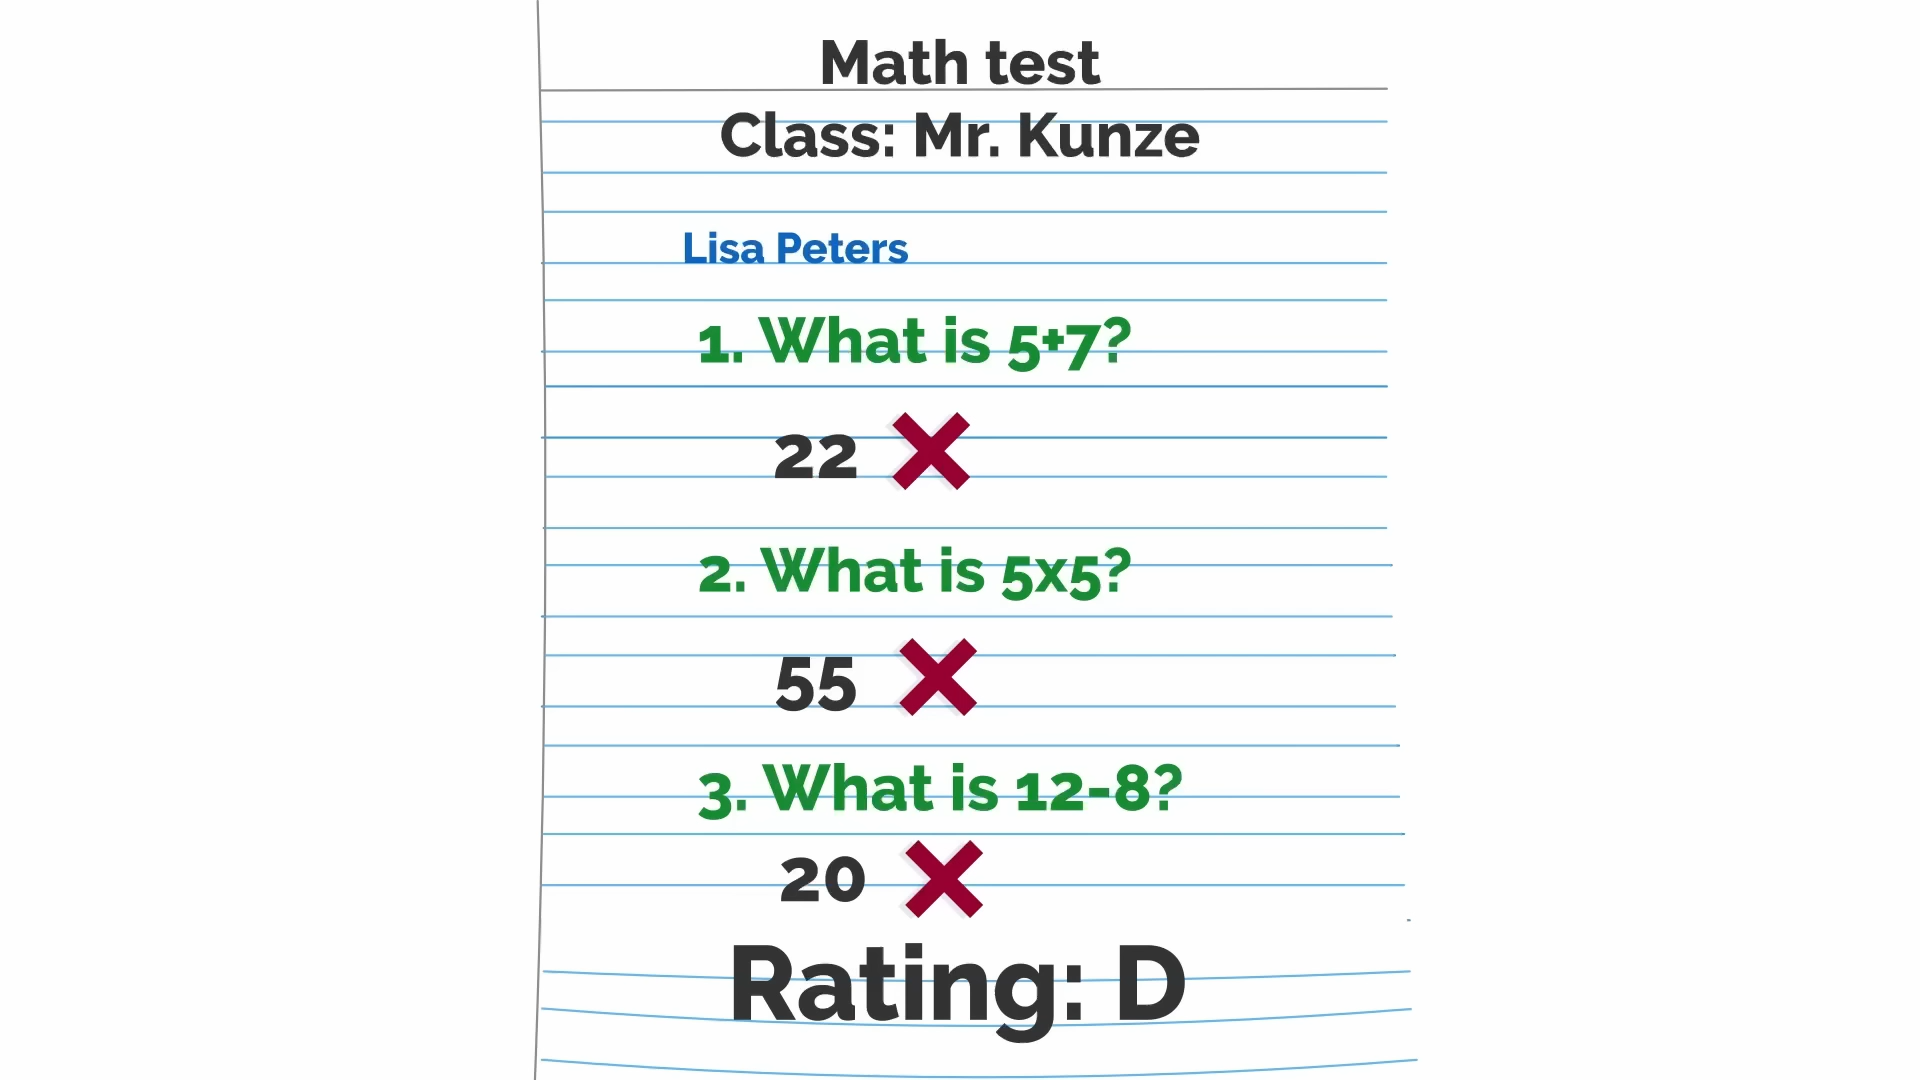 Math test
Class: Mr. Kunze
Lisa Peters
1. What is 5+7?
22
2. What is 5x5?
55
3. What is 12-8?
20
Rating: D